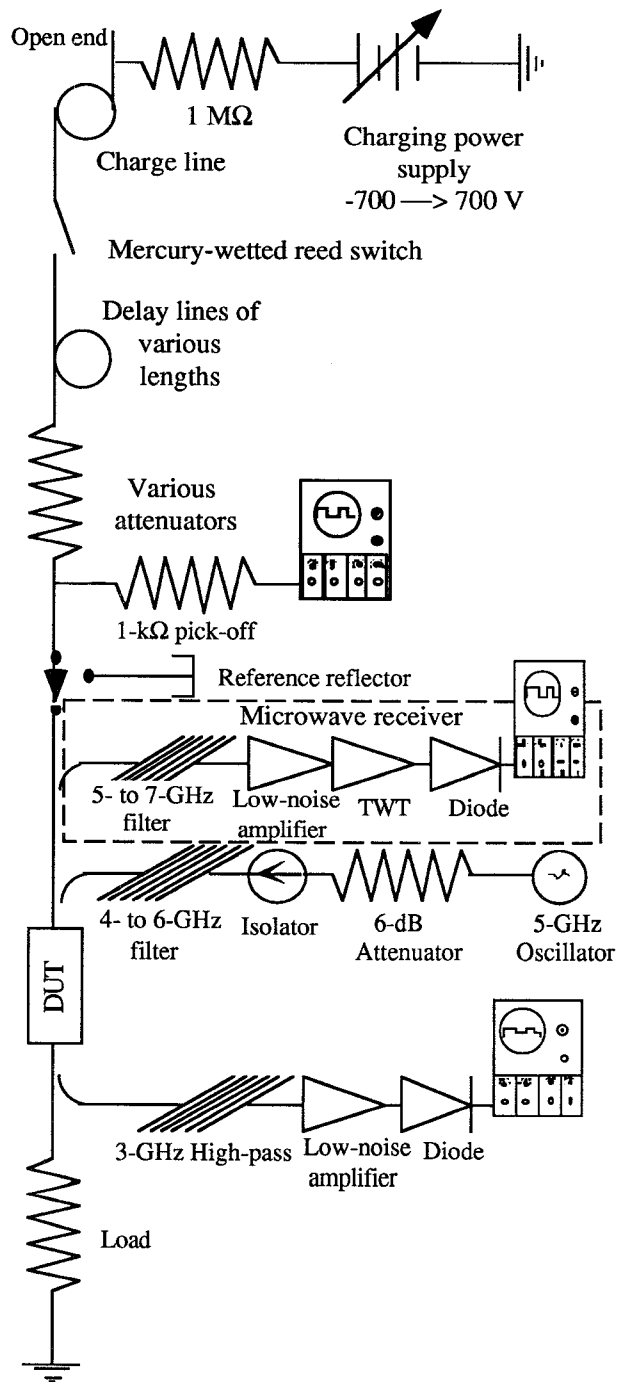 Open end
1 MΩ
Charge line
Charging power
supply
-700 —> 700 V
Mercury-wetted reed switch
Delay lines of
various
lengths
Various
attenuators
1-kΩ pick-off
Reference reflector
Microwave receiver
5- to 7-GHz
filter
Low-noise
amplifier
TWT
Diode
4- to 6-GHz
filter
Isolator
6-dB
Attenuator
5-GHz
Oscillator
DUT
3-GHz High-pass
Low-noise
amplifier
Diode
Load